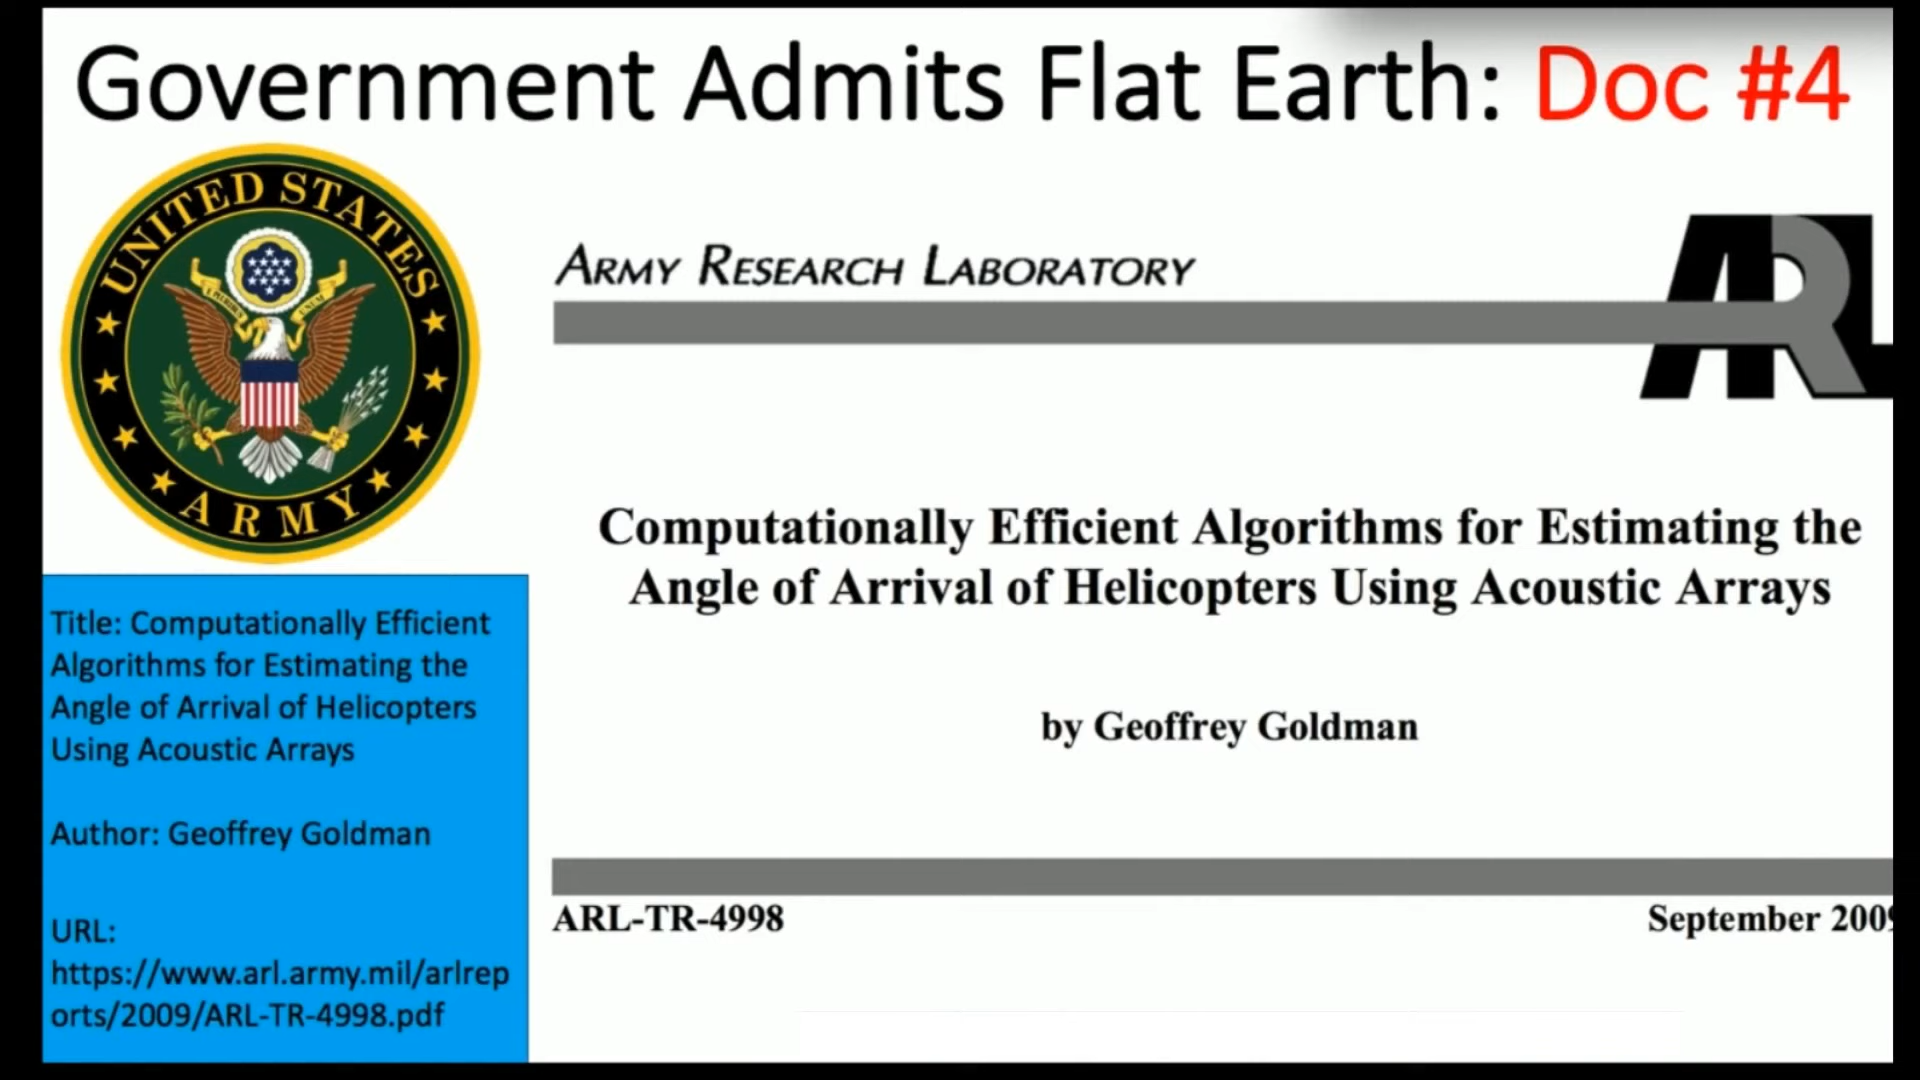 Government Admits Flat Earth: Doc #4
UNITED STATES
ARMY
ARMY RESEARCH LABORATORY
ARL
Computationally Efficient Algorithms for Estimating the
Angle of Arrival of Helicopters Using Acoustic Arrays
by Geoffrey Goldman
ARL-TR-4998
September 2009
Title: Computationally Efficient
Algorithms for Estimating the
Angle of Arrival of Helicopters
Using Acoustic Arrays
Author: Geoffrey Goldman
URL:
https://www.arl.army.mil/arlrep
orts/2009/ARL-TR-4998.pdf